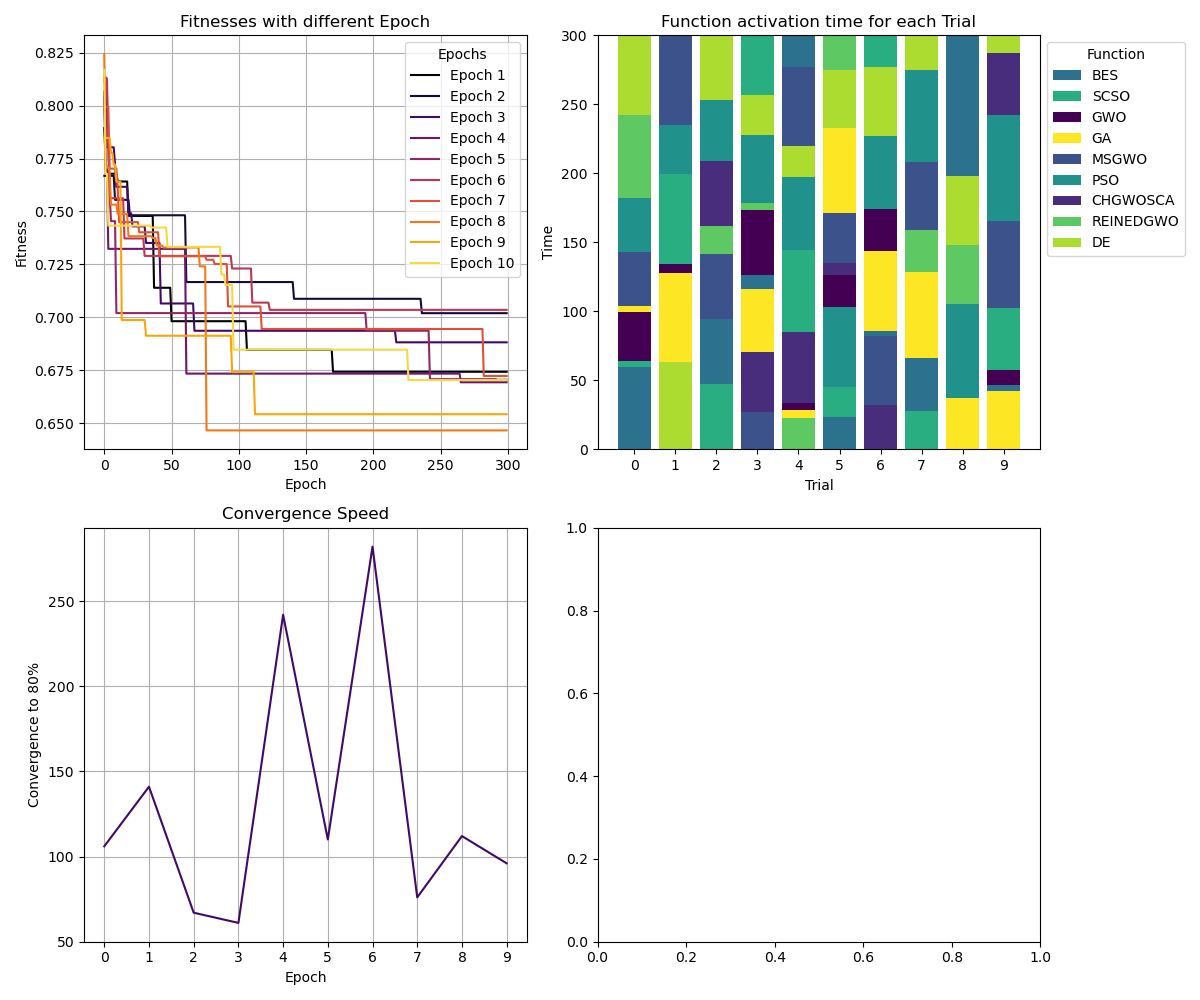 Fitnesses with different Epoch
Fitness
0.825
0.800
0.775
0.750
0.725
0.700
0.675
0.650
0
50
100
150
200
250
300
Epoch
Epochs
Epoch 1
Epoch 2
Epoch 3
Epoch 4
Epoch 5
Epoch 6
Epoch 7
Epoch 8
Epoch 9
Epoch 10
Function activation time for each Trial
Time
300
250
200
150
100
50
0
0
1
2
3
4
5
6
7
8
9
Trial
Function
BES
SCSO
GWO
GA
MSGWO
PSO
CHGWOSCA
REINEDGWO
DE
Convergence Speed
Convergence to 80%
250
200
150
100
50
0
1
2
3
4
5
6
7
8
9
Epoch
1.0
0.8
0.6
0.4
0.2
0.0
0.0
0.2
0.4
0.6
0.8
1.0